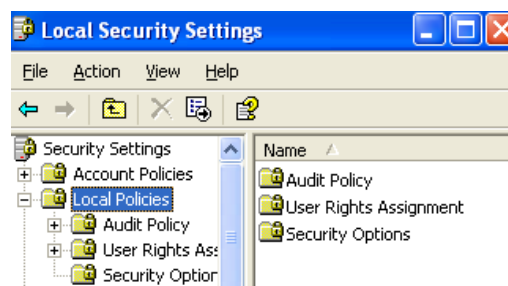 Local Security Settings
File Action View Help
Security Settings
Account Policies
Local Policies
Audit Policy
User Rights Ass
Security Option
Name
Audit Policy
User Rights Assignment
Security Options